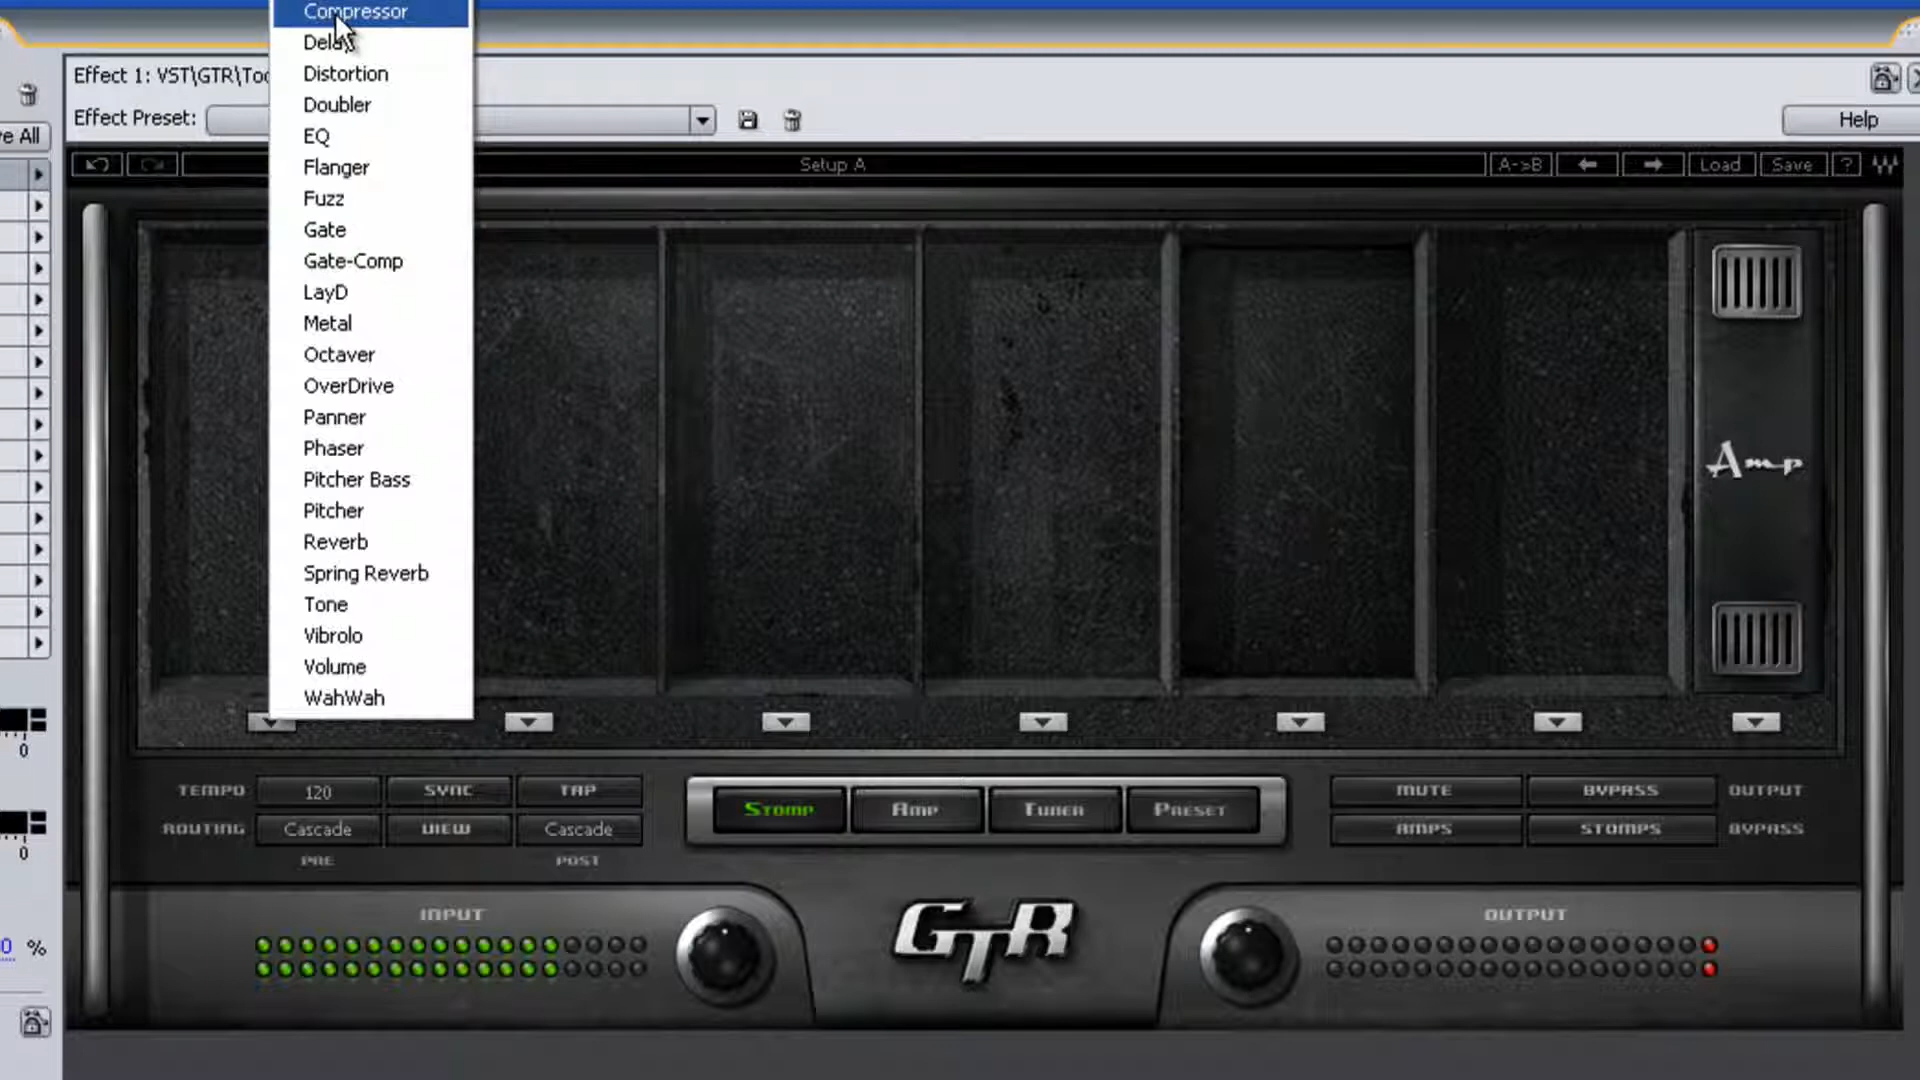 Compressor
Delay
Distortion
Doubler
EQ
Flanger
Fuzz
Gate
Gate-Comp
LayD
Metal
Octaver
OverDrive
Panner
Phaser
Pitcher Bass
Pitcher
Reverb
Spring Reverb
Tone
Vibrolo
Volume
WahWah
Effect 1: VST\GTR\Too
Effect Preset:
Help
ve All
Setup A
A->B
Load
Save
?
Amp
TEMPO 120 SYNC TAP
ROUTING Cascade VIEW Cascade
PRE POST
STOMP AMP TUNER PRESET
MUTE BYPASS OUTPUT
AMPS STOMPS BYPASS
INPUT
GTR
OUTPUT
0
0
0 %